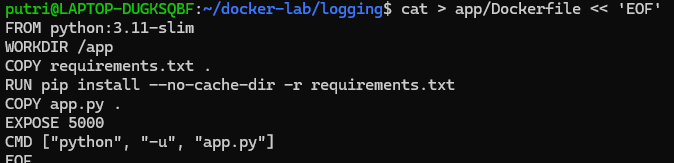 putri@LAPTOP-DUGKSQBF:~/docker-lab/logging$ cat > app/Dockerfile << 'EOF'
FROM python:3.11-slim
WORKDIR /app
COPY requirements.txt .
RUN pip install --no-cache-dir -r requirements.txt
COPY app.py .
EXPOSE 5000
CMD ["python", "-u", "app.py"]
EOF